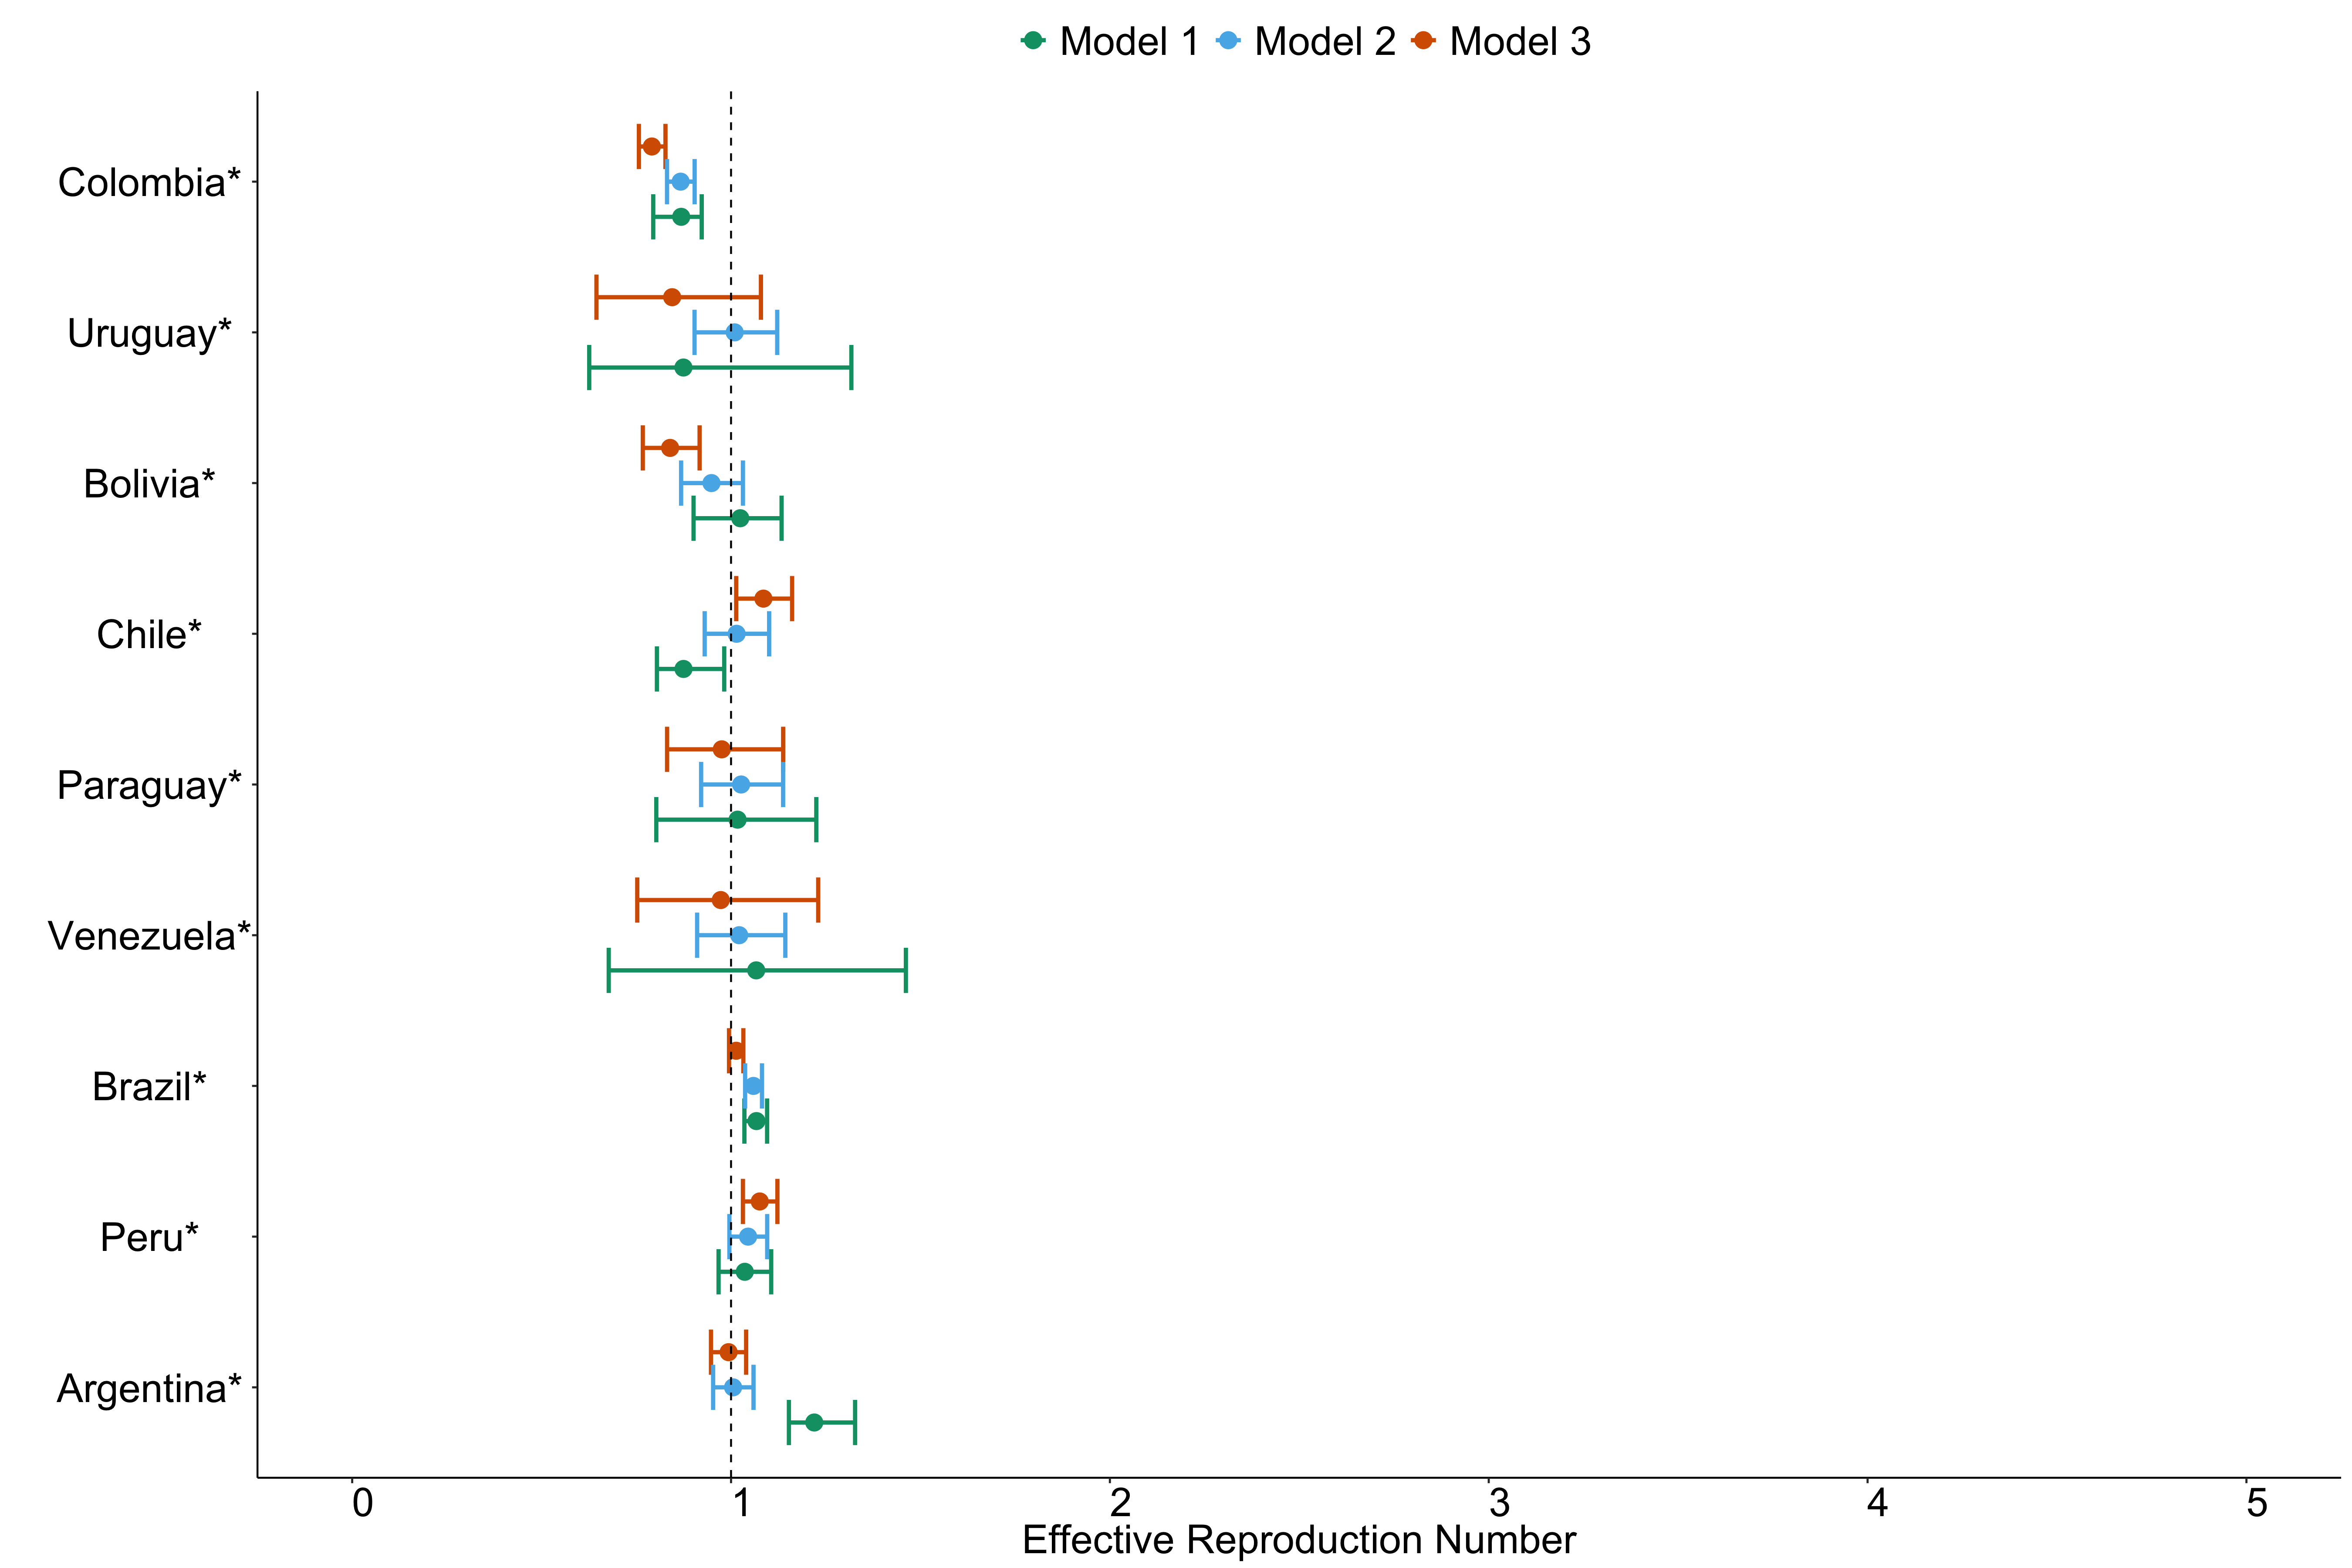 Model 1 Model 2 Model 3
Colombia*
Uruguay*
Bolivia*
Chile*
Paraguay*
Venezuela*
Brazil*
Peru*
Argentina*
0 1 2 3 4 5
Effective Reproduction Number